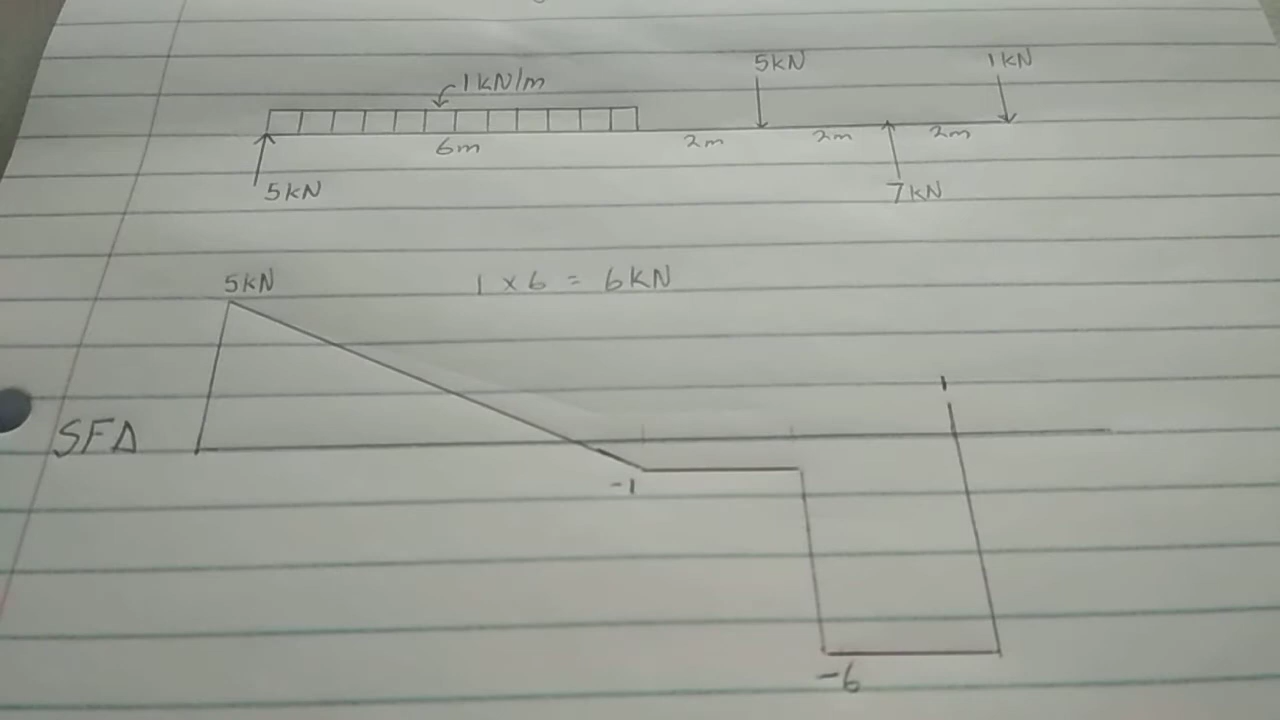 5kN 1kN
1kN/m
6m 2m 2m 2m
5kN 7kN
5kN 1 × 6 = 6KN
1
SFD
-1
-6